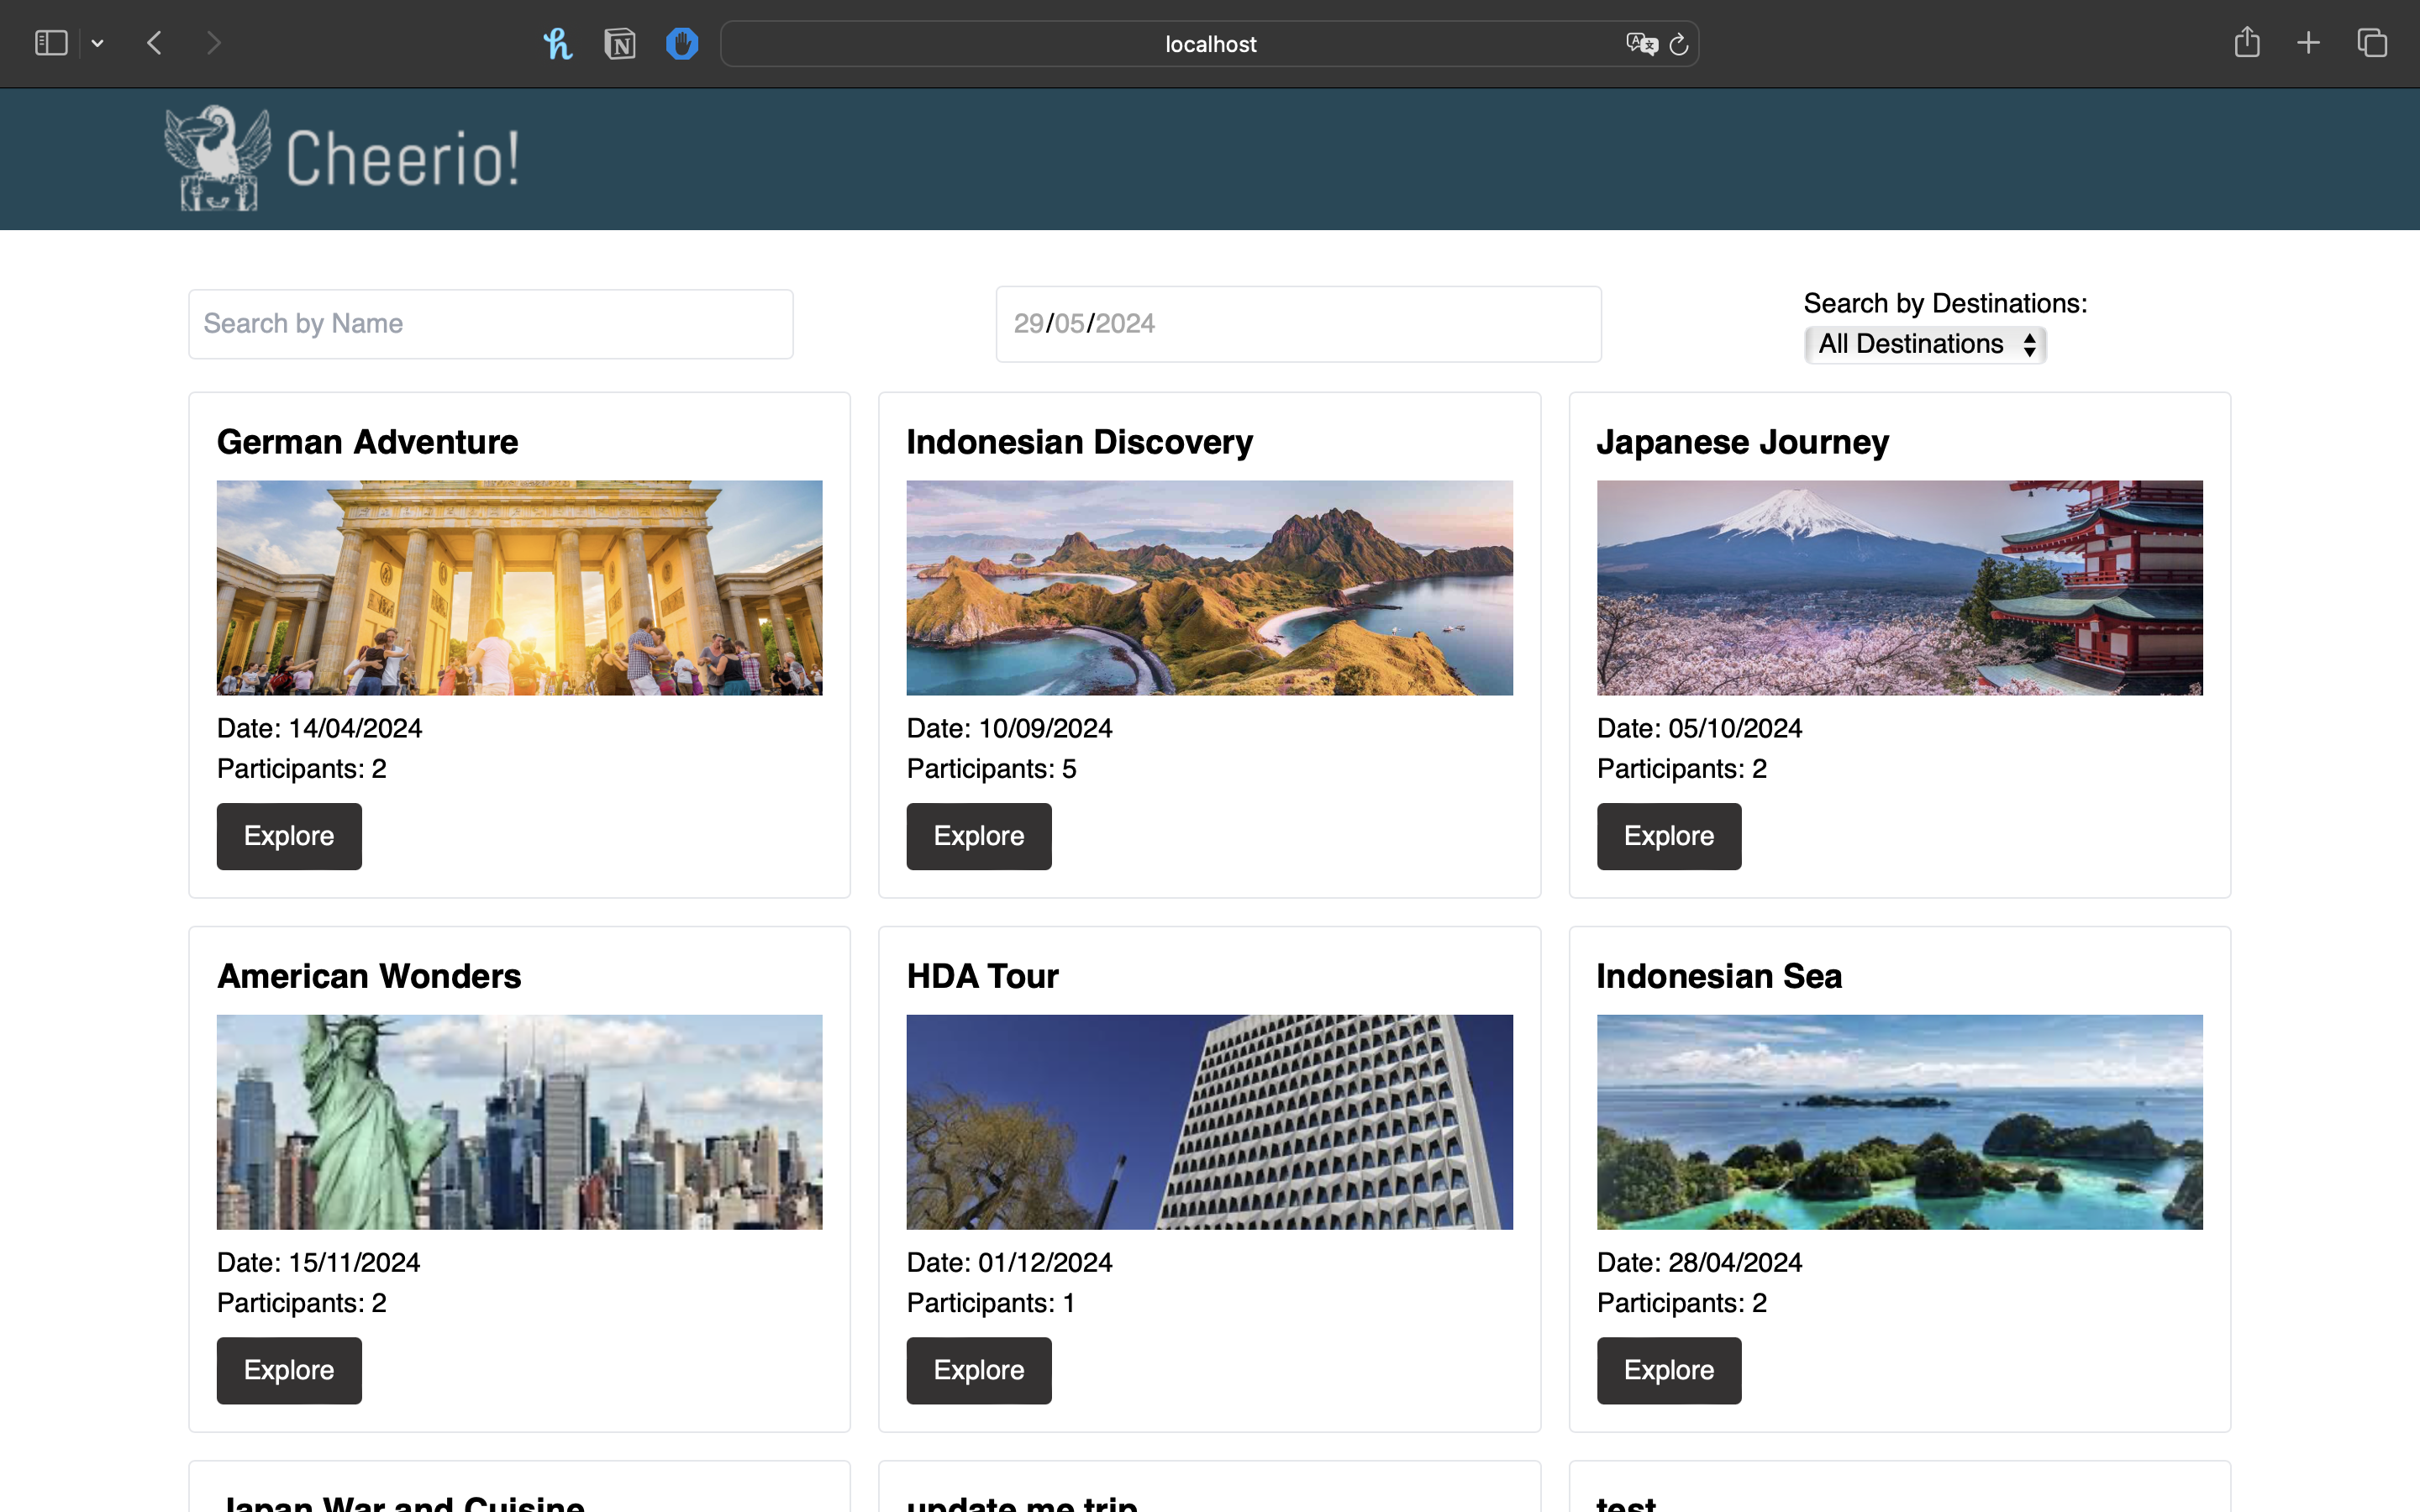 localhost
Cheerio!
Search by Name
29/05/2024
Search by Destinations:
All Destinations
German Adventure
Indonesian Discovery
Japanese Journey
Date: 14/04/2024
Participants: 2
Explore
Date: 10/09/2024
Participants: 5
Explore
Date: 05/10/2024
Participants: 2
Explore
American Wonders
HDA Tour
Indonesian Sea
Date: 15/11/2024
Participants: 2
Explore
Date: 01/12/2024
Participants: 1
Explore
Date: 28/04/2024
Participants: 2
Explore
Japan War and Cuisine
update me trip
test